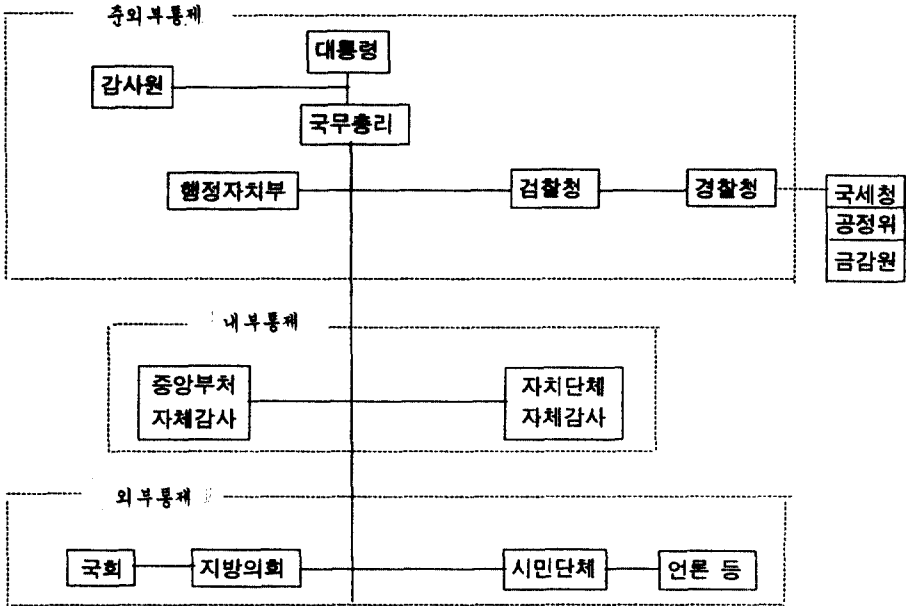 준외부통제
대통령
감사원
국무총리
행정자치부
검찰청
경찰청
국세청
공정위
금감원
내부통제
중앙부처
자체감사
자치단체
자체감사
외부통제
국회
지방의회
시민단체
언론 등